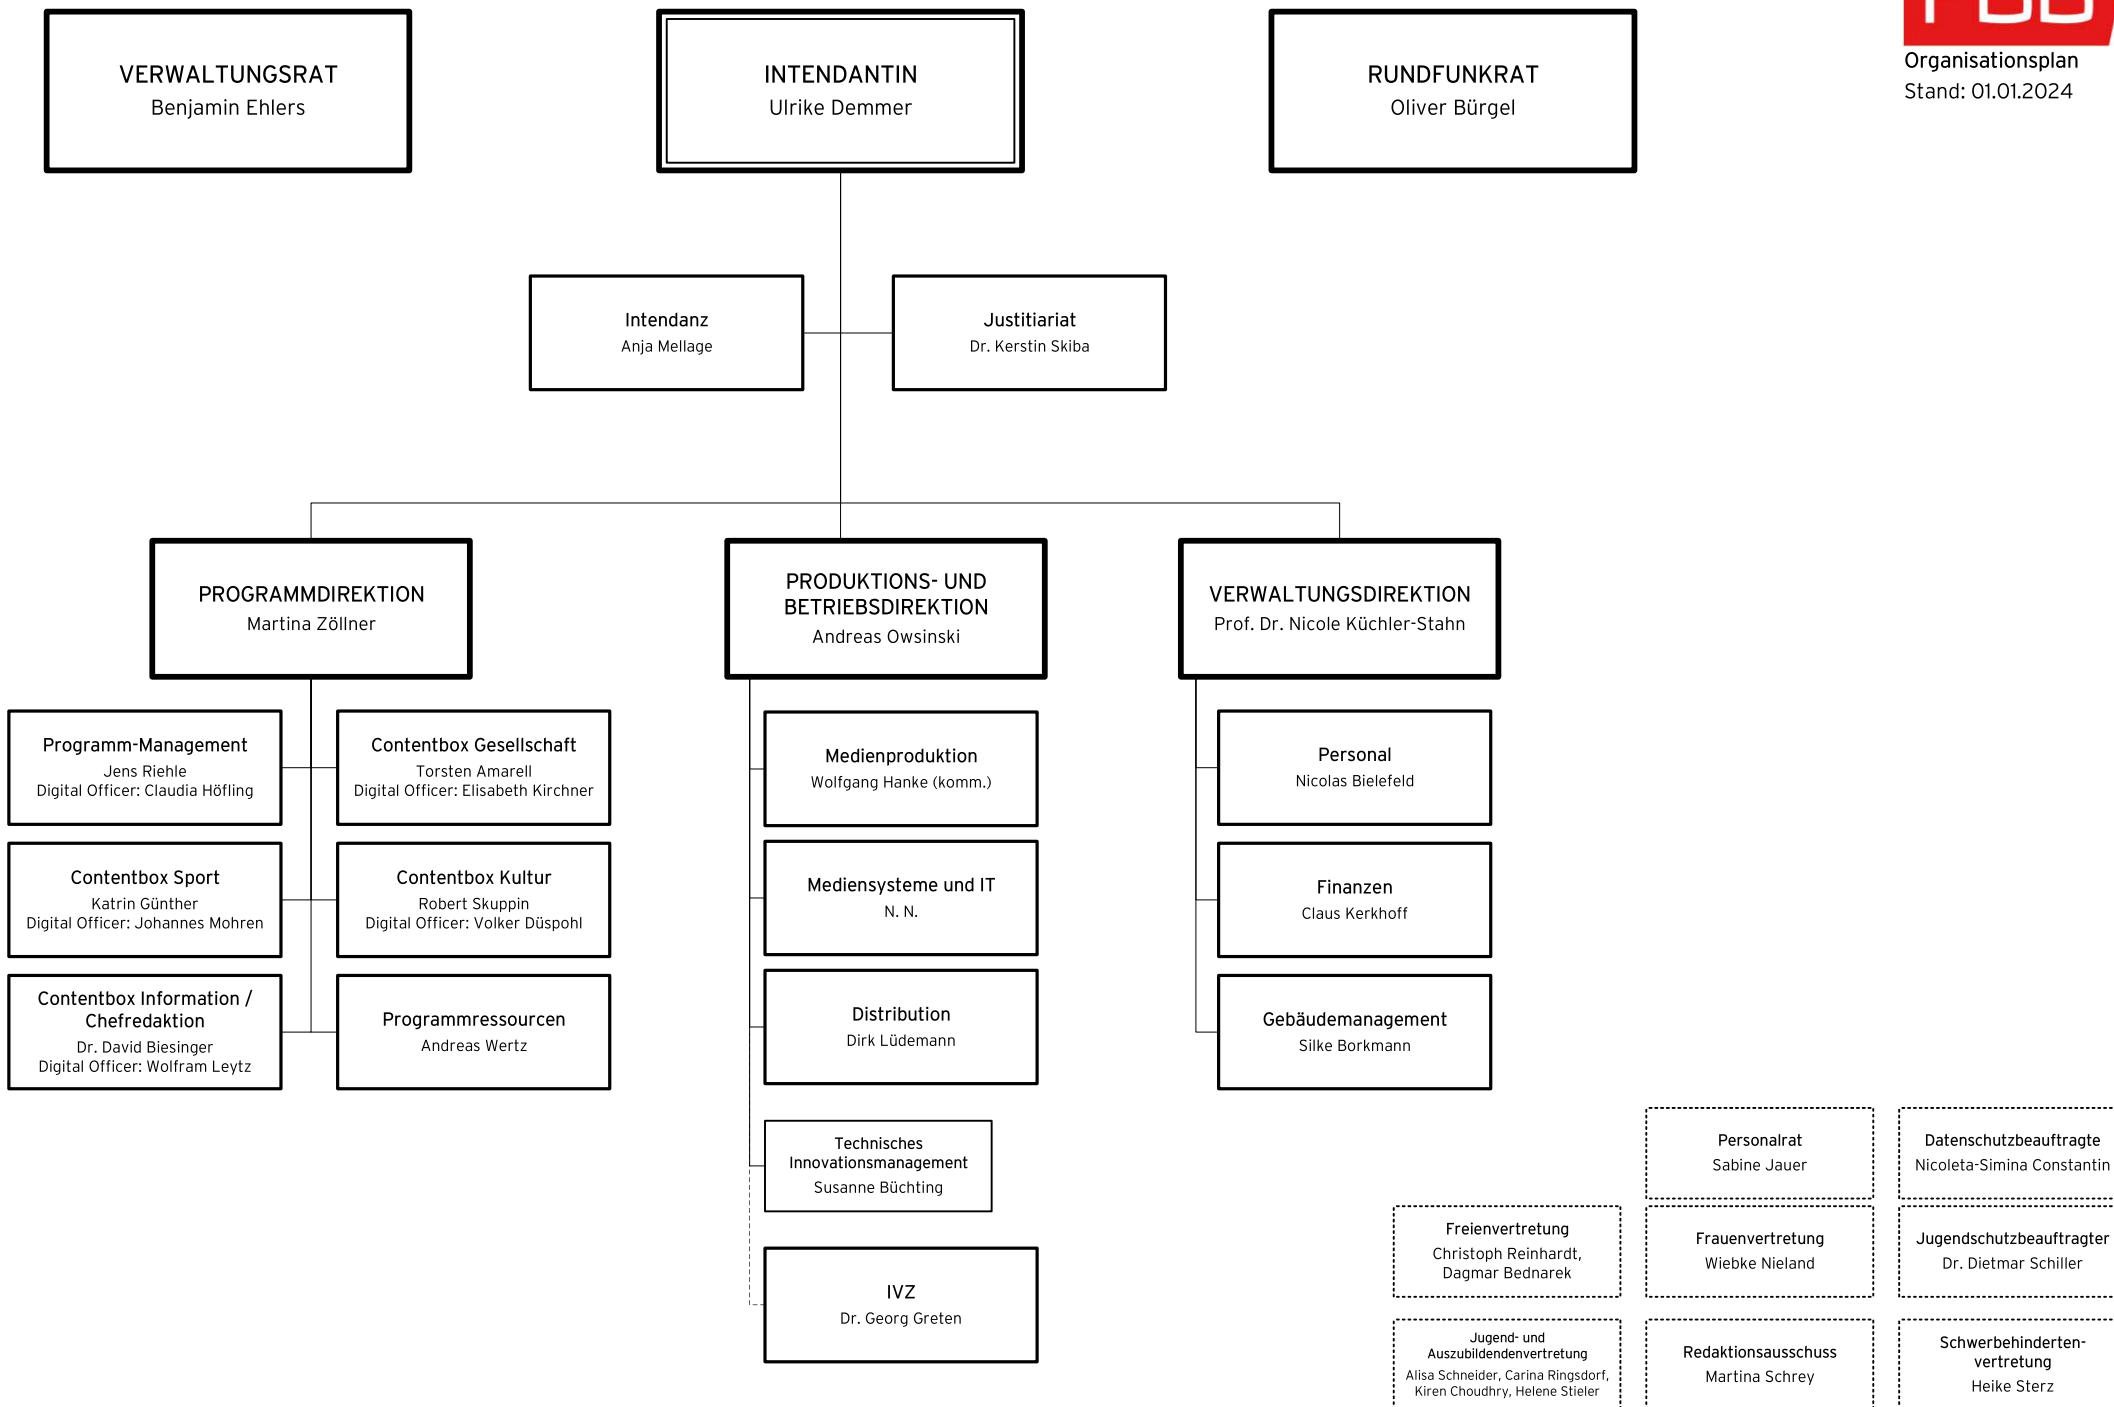 VERWALTUNGSRAT
Benjamin Ehlers
INTENDANTIN
Ulrike Demmer
RUNDFUNKRAT
Oliver Bürgel
rbb
Organisationsplan
Stand: 01.01.2024
Intendanz
Anja Mellage
Justitiariat
Dr. Kerstin Skiba
PROGRAMMDIREKTION
Martina Zöllner
PRODUKTIONS- UND
BETRIEBSDIREKTION
Andreas Owsinski
VERWALTUNGSDIREKTION
Prof. Dr. Nicole Küchler-Stahn
Programm-Management
Jens Riehle
Digital Officer: Claudia Höfling
Contentbox Gesellschaft
Torsten Amarell
Digital Officer: Elisabeth Kirchner
Contentbox Sport
Katrin Günther
Digital Officer: Johannes Mohren
Contentbox Kultur
Robert Skuppin
Digital Officer: Volker Düspohl
Contentbox Information /
Chefredaktion
Dr. David Biesinger
Digital Officer: Wolfram Leytz
Programmressourcen
Andreas Wertz
Medienproduktion
Wolfgang Hanke (komm.)
Mediensysteme und IT
N. N.
Distribution
Dirk Lüdemann
Technisches
Innovationsmanagement
Susanne Büchting
IVZ
Dr. Georg Greten
Personal
Nicolas Bielefeld
Finanzen
Claus Kerkhoff
Gebäudemanagement
Silke Borkmann
Personalrat
Sabine Jauer
Datenschutzbeauftragte
Nicoleta-Simina Constantin
Freienvertretung
Christoph Reinhardt,
Dagmar Bednarek
Frauenvertretung
Wiebke Nieland
Jugendschutzbeauftragter
Dr. Dietmar Schiller
Jugend- und
Auszubildendenvertretung
Alisa Schneider, Carina Ringsdorf,
Kiren Choudhry, Helene Stieler
Redaktionsausschuss
Martina Schrey
Schwerbehinderten-
vertretung
Heike Sterz